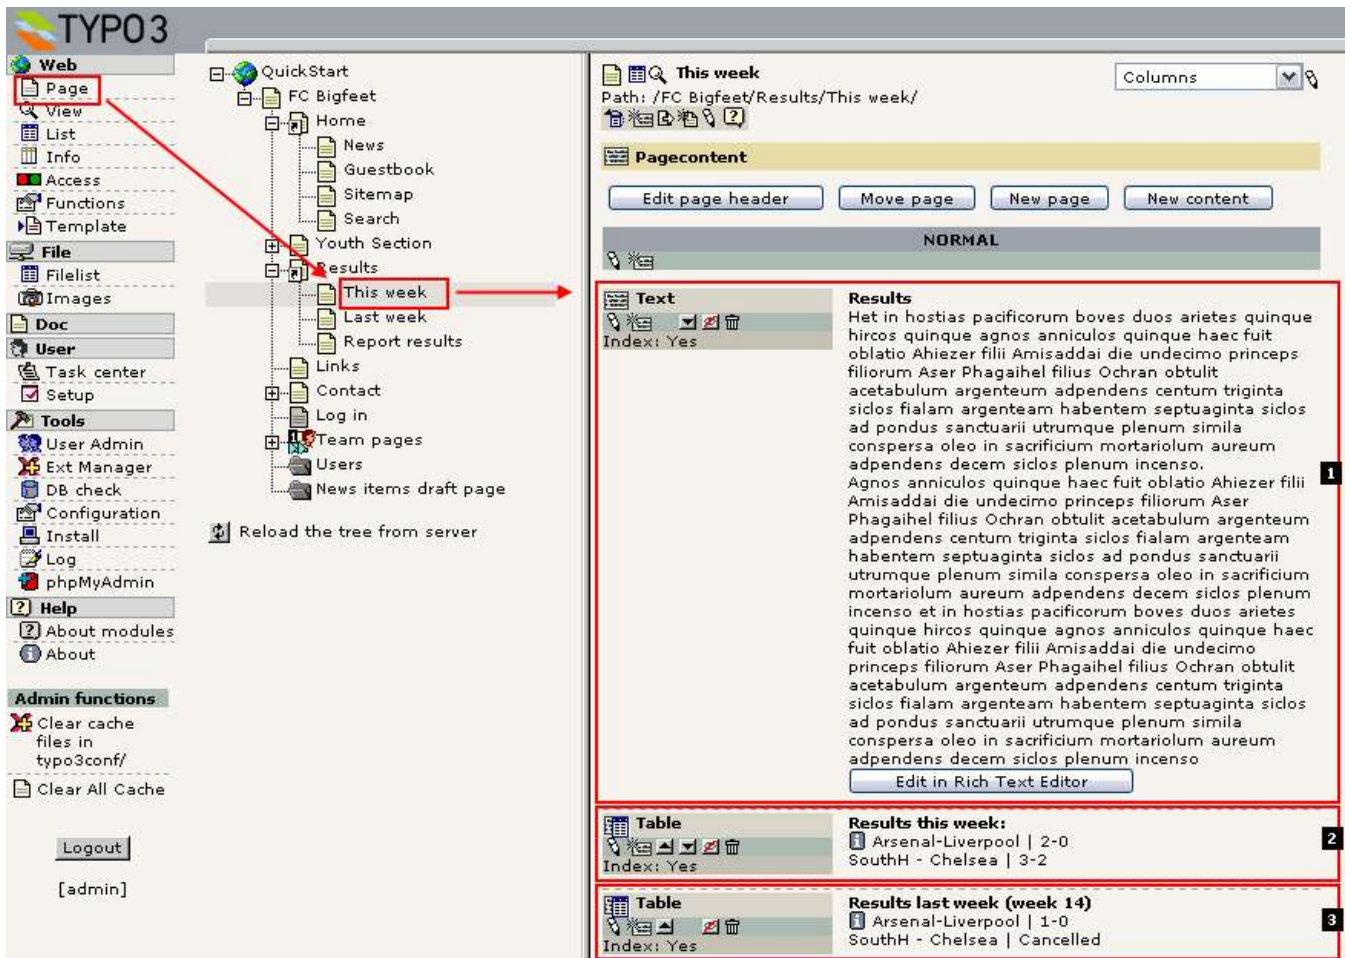 TYPO3
Web
Page
View
List
Info
Access
Functions
Template
File
Filelist
Images
Doc
User
Task center
Setup
Tools
User Admin
Ext Manager
DB check
Configuration
Install
Log
phpMyAdmin
Help
About modules
About
Admin functions
Clear cache
files in
typo3conf/
Clear All Cache
Logout
[admin]
QuickStart
FC Bigfeet
Home
News
Guestbook
Sitemap
Search
Youth Section
Results
This week
Last week
Report results
Links
Contact
Log in
Team pages
Users
News items draft page
Reload the tree from server
This week
Columns
Path: /FC Bigfeet/Results/This week/
Pagecontent
Edit page header Move page New page New content
NORMAL
Text
Index: Yes
Results
Het in hostias pacificorum boves duos arietes quinque
hircos quinque agnos anniculos quinque haec fuit
oblatio Ahiezer filii Amisaddai die undecimo princeps
filiorum Aser Phagaihel filius Ochran obtulit
acetabulum argenteum adpendens centum triginta
siclos fialam argenteam habentem septuaginta siclos
ad pondus sanctuarii utrumque plenum simila
conspersa oleo in sacrificium mortariolum aureum
adpendens decem siclos plenum incenso.
Agnos anniculos quinque haec fuit oblatio Ahiezer filii
Amisaddai die undecimo princeps filiorum Aser
Phagaihel filius Ochran obtulit acetabulum argenteum
adpendens centum triginta siclos fialam argenteam
habentem septuaginta siclos ad pondus sanctuarii
utrumque plenum simila conspersa oleo in sacrificium
mortariolum aureum adpendens decem siclos plenum
incenso et in hostias pacificorum boves duos arietes
quinque hircos quinque agnos anniculos quinque haec
fuit oblatio Ahiezer filii Amisaddai die undecimo
princeps filiorum Aser Phagaihel filius Ochran obtulit
acetabulum argenteum adpendens centum triginta
siclos fialam argenteam habentem septuaginta siclos
ad pondus sanctuarii utrumque plenum simila
conspersa oleo in sacrificium mortariolum aureum
adpendens decem siclos plenum incenso
Edit in Rich Text Editor
1
Table
Index: Yes
Results this week:
Arsenal-Liverpool | 2-0
SouthH - Chelsea | 3-2
2
Table
Index: Yes
Results last week (week 14)
Arsenal-Liverpool | 1-0
SouthH - Chelsea | Cancelled
3